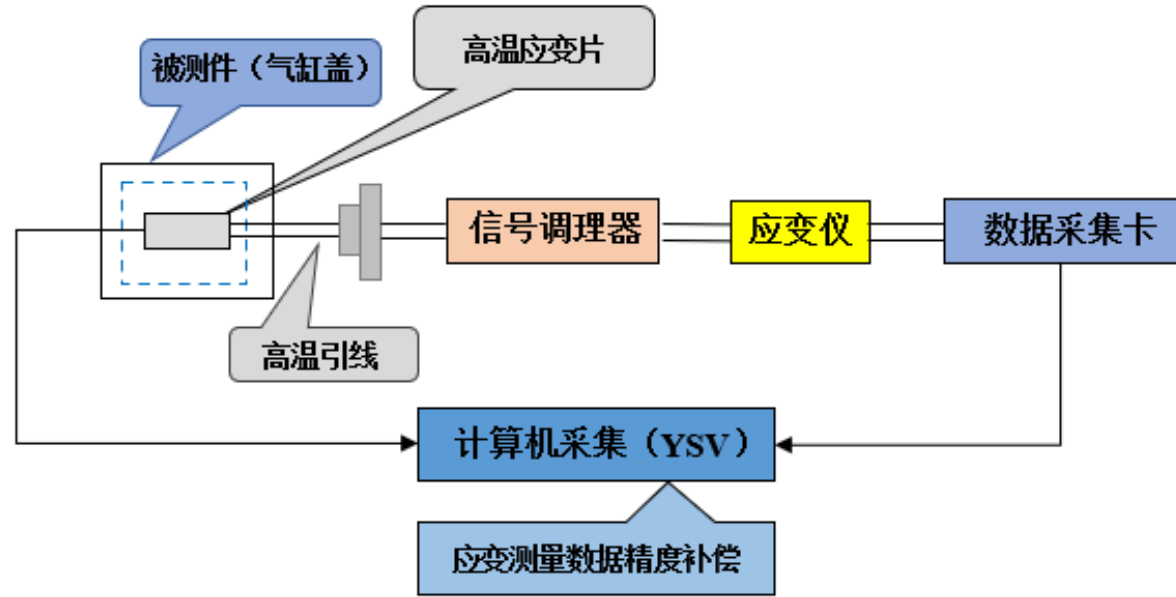 高温应变片
被测件（气缸盖）
信号调理器
应变仪
数据采集卡
高温引线
计算机采集（YSV）
应变测量数据精度补偿